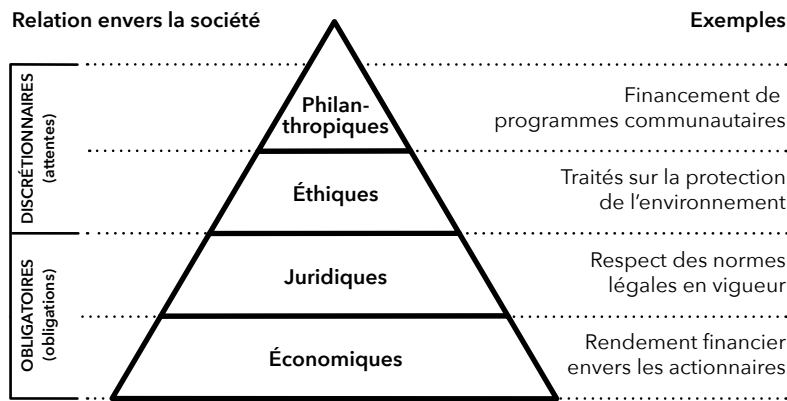 Relation envers la société
Exemples
DISCRÉTIONNAIRES
(attentes)
Philan-
thropiques
Financement de
programmes communautaires
Éthiques
Traités sur la protection
de l’environnement
OBLIGATOIRES
(obligations)
Juridiques
Respect des normes
légales en vigueur
Économiques
Rendement financier
envers les actionnaires